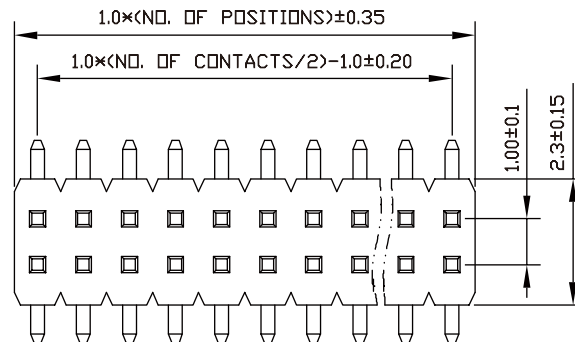 1.0*(NO. OF POSITIONS)±0.35
1.0*(NO. OF CONTACTS/2)-1.0±0.20
1.00±0.1
2.3±0.15